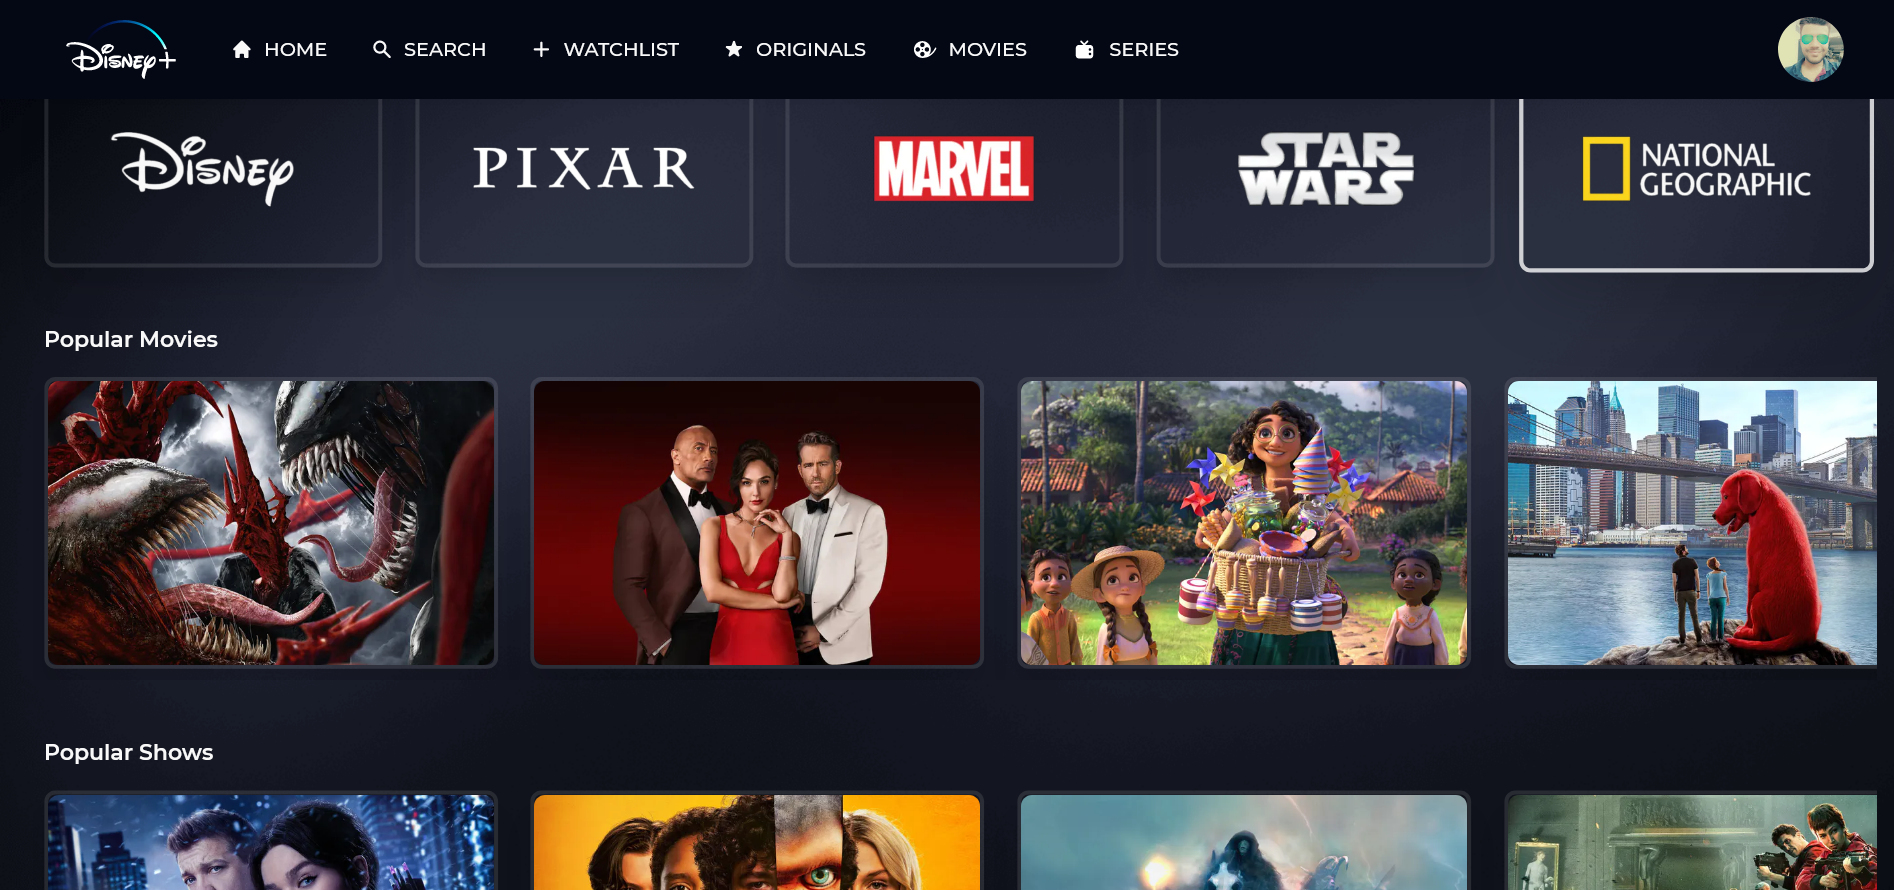 Disney+
HOME
SEARCH
WATCHLIST
ORIGINALS
MOVIES
SERIES
Disney
PIXAR
MARVEL
STAR
WARS
NATIONAL
GEOGRAPHIC
Popular Movies
Popular Shows